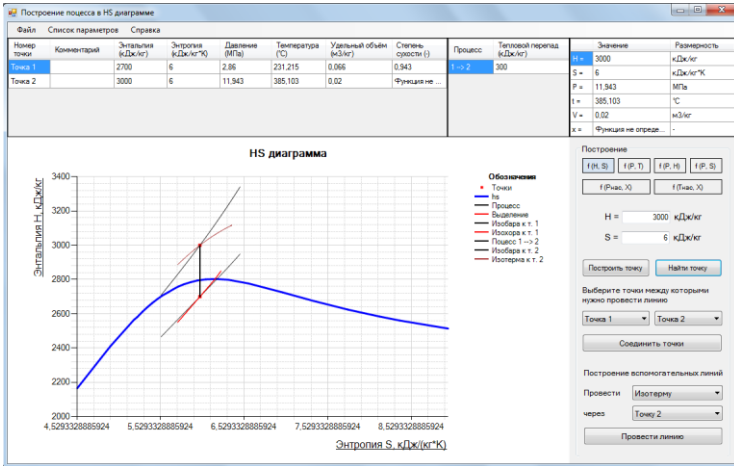 Построение поцесса в HS диаграмме
Файл Список параметров Справка
Номер точки Комментарий Энтальпия (кДж/кг) Энтропия (кДж/кг*К) Давление (МПа) Температура (°С) Удельный объём (м3/кг) Степень сухости (-)
Точка 1 2700 6 2,86 231,215 0,066 0,943
Точка 2 3000 6 11,943 385,103 0,02 Функция не ...
Процесс Тепловой перепад (кДж/кг)
1 -> 2 300
Значение Размерность
H = 3000 кДж/кг
S = 6 кДж/кг*К
P = 11,943 МПа
t = 385,103 °С
V = 0,02 м3/кг
x = Функция не опреде... -
HS диаграмма
Энтальпия H, кДж/кг
3400
3200
3000
2800
2600
2400
2200
2000
4,5293328885924 5,5293328885924 6,5293328885924 7,5293328885924 8,5293328885924
Энтропия S, кДж/(кг*К)
Обозначения
Точки
hs
Процесс
Выделение
Изобара к т. 1
Изохора к т. 1
Поцесс 1 --> 2
Изобара к т. 2
Изотерма к т. 2
Построение
f (H, S) f (P, T) f (P, H) f (P, S)
f (Pнас, X) f (Tнас, X)
H = 3000 кДж/кг
S = 6 кДж/кг
Построить точку Найти точку
Выберите точки между которыми
нужно провести линию
Точка 1 Точка 2
Соединить точки
Построение вспомогательных линий
Провести Изотерму
через Точку 2
Провести линию